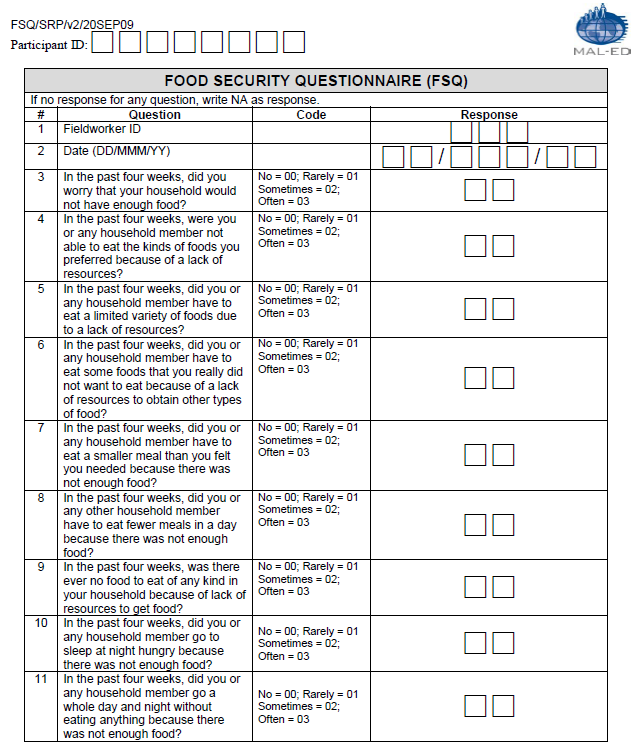 FSQ/SRP/v2/20SEP09
Participant ID:
MAL-ED
FOOD SECURITY QUESTIONNAIRE (FSQ)
If no response for any question, write NA as response.
# Question Code Response
1 Fieldworker ID
2 Date (DD/MMM/YY) / /
3 In the past four weeks, did you
worry that your household would
not have enough food?
No = 00; Rarely = 01
Sometimes = 02;
Often = 03
4 In the past four weeks, were you
or any household member not
able to eat the kinds of foods you
preferred because of a lack of
resources?
No = 00; Rarely = 01
Sometimes = 02;
Often = 03
5 In the past four weeks, did you or
any household member have to
eat a limited variety of foods due
to a lack of resources?
No = 00; Rarely = 01
Sometimes = 02;
Often = 03
6 In the past four weeks, did you or
any household member have to
eat some foods that you really did
not want to eat because of a lack
of resources to obtain other types
of food?
No = 00; Rarely = 01
Sometimes = 02;
Often = 03
7 In the past four weeks, did you or
any household member have to
eat a smaller meal than you felt
you needed because there was
not enough food?
No = 00; Rarely = 01
Sometimes = 02;
Often = 03
8 In the past four weeks, did you or
any other household member
have to eat fewer meals in a day
because there was not enough
food?
No = 00; Rarely = 01
Sometimes = 02;
Often = 03
9 In the past four weeks, was there
ever no food to eat of any kind in
your household because of lack of
resources to get food?
No = 00; Rarely = 01
Sometimes = 02;
Often = 03
10 In the past four weeks, did you or
any household member go to
sleep at night hungry because
there was not enough food?
No = 00; Rarely = 01
Sometimes = 02;
Often = 03
11 In the past four weeks, did you or
any household member go a
whole day and night without
eating anything because there
was not enough food?
No = 00; Rarely = 01
Sometimes = 02;
Often = 03